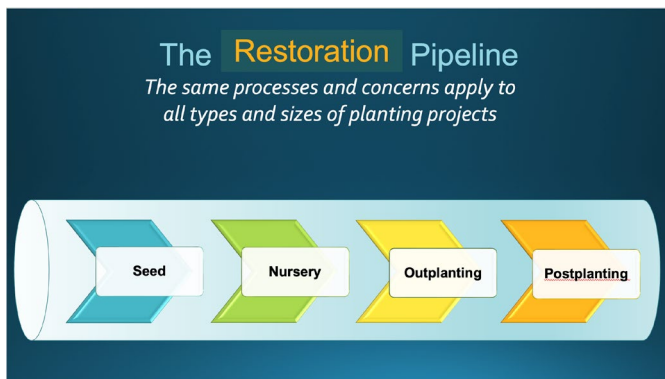 The Restoration Pipeline
The same processes and concerns apply to
all types and sizes of planting projects
Seed
Nursery
Outplanting
Postplanting